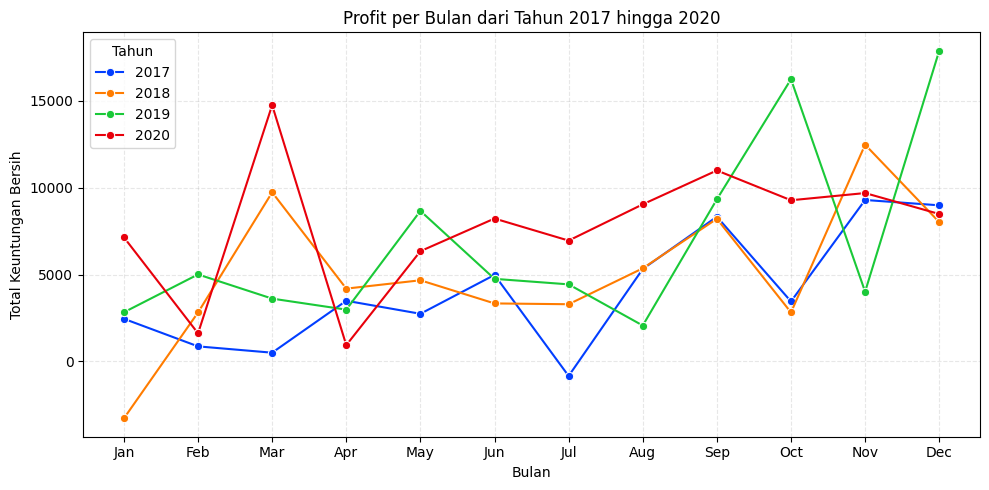 Profit per Bulan dari Tahun 2017 hingga 2020
Tahun
2017
2018
2019
2020
Total Keuntungan Bersih
15000
10000
5000
0
Jan Feb Mar Apr May Jun Jul Aug Sep Oct Nov Dec
Bulan